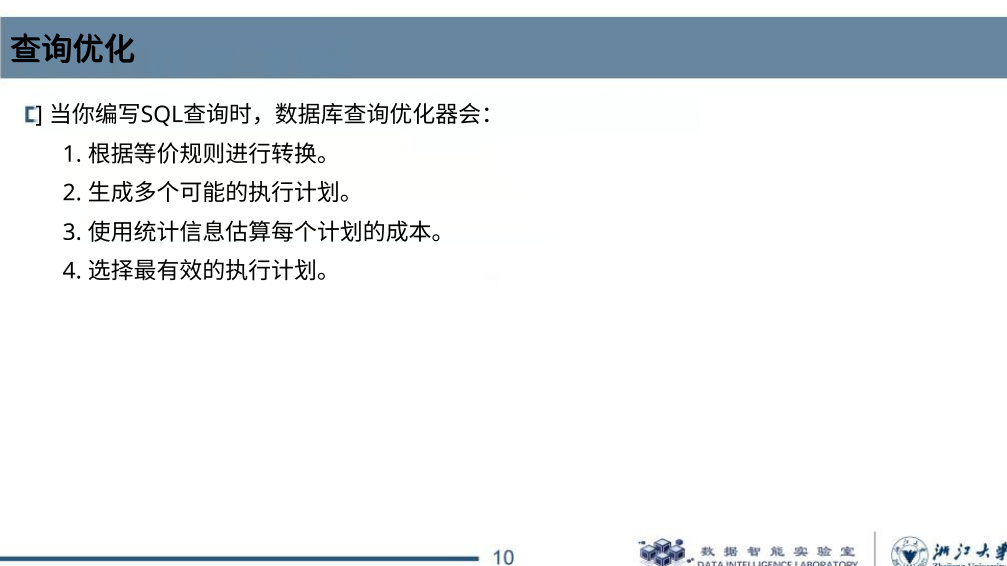 查询优化
当你编写SQL查询时，数据库查询优化器会：
1. 根据等价规则进行转换。
2. 生成多个可能的执行计划。
3. 使用统计信息估算每个计划的成本。
4. 选择最有效的执行计划。
10
数据智能实验室
DATA INTELLIGENCE LABORATORY
浙江大学
Zhejiang University